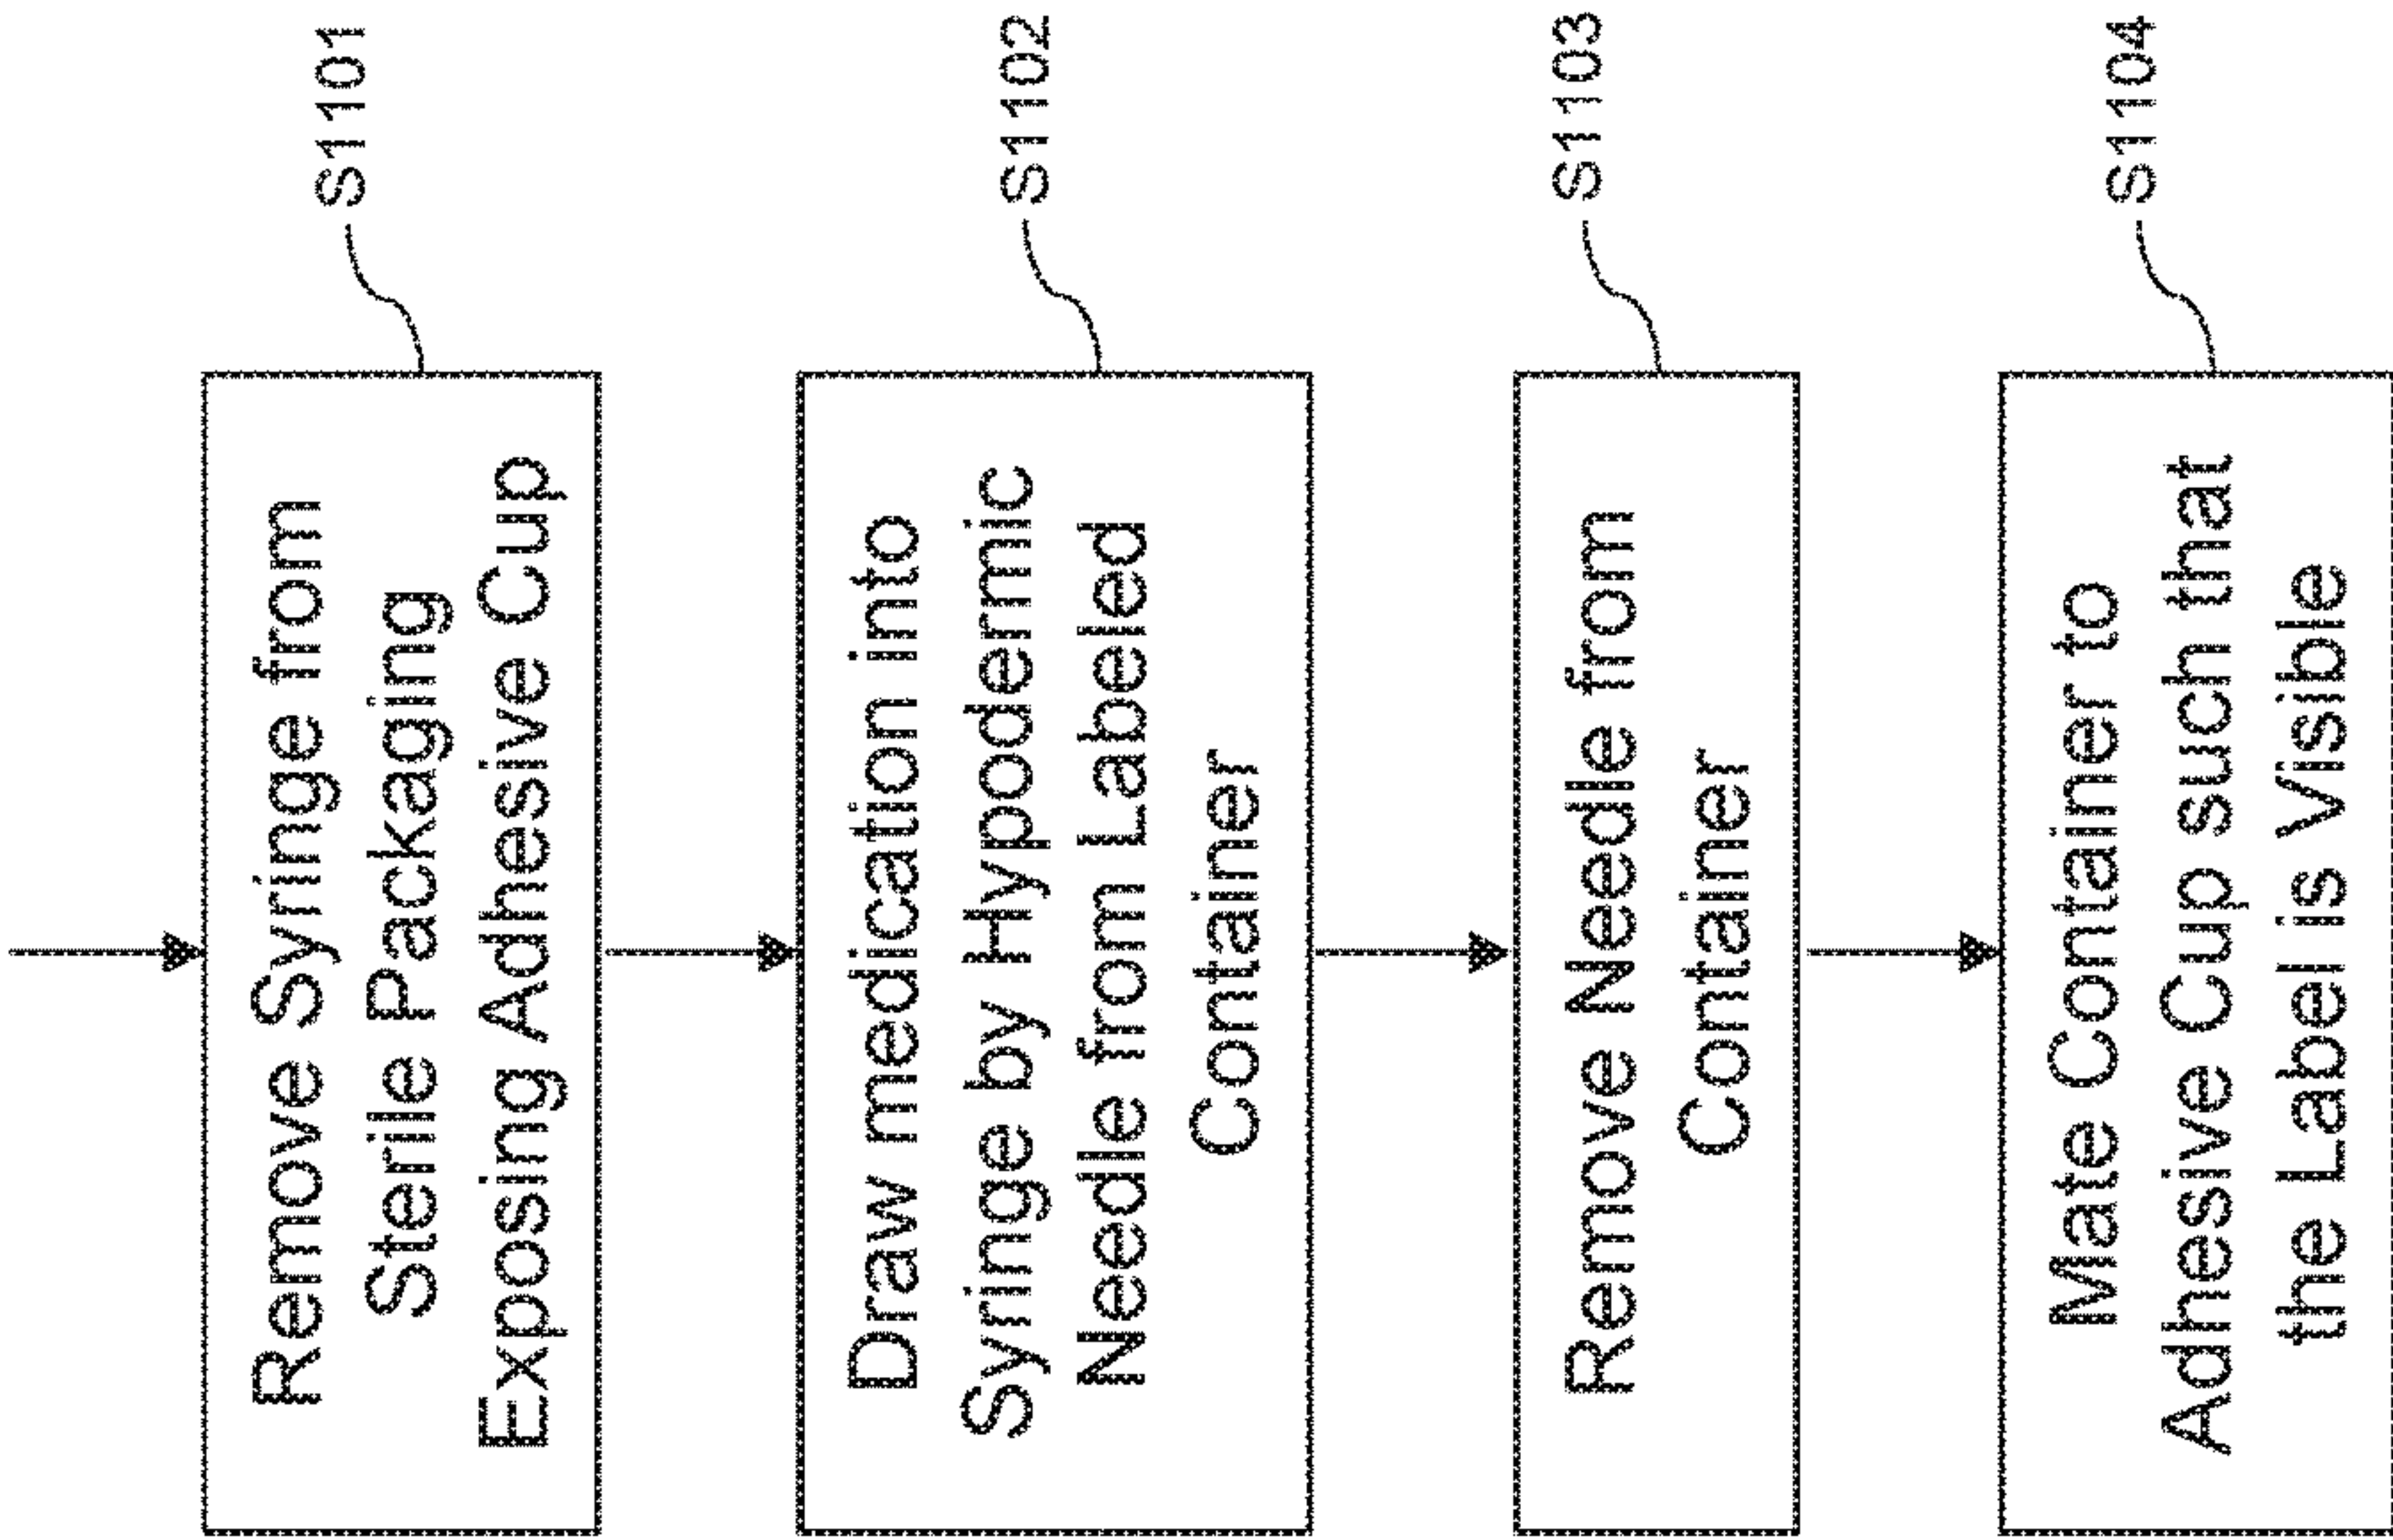 Remove Syringe from
Sterile Packaging
Exposing Adhesive Cup
S1101
Draw medication into
Syringe by Hypodermic
Needle from Labeled
Container
S1102
Remove Needle from
Container
S1103
Mate Container to
Adhesive Cup such that
the Label is Visible
S1104